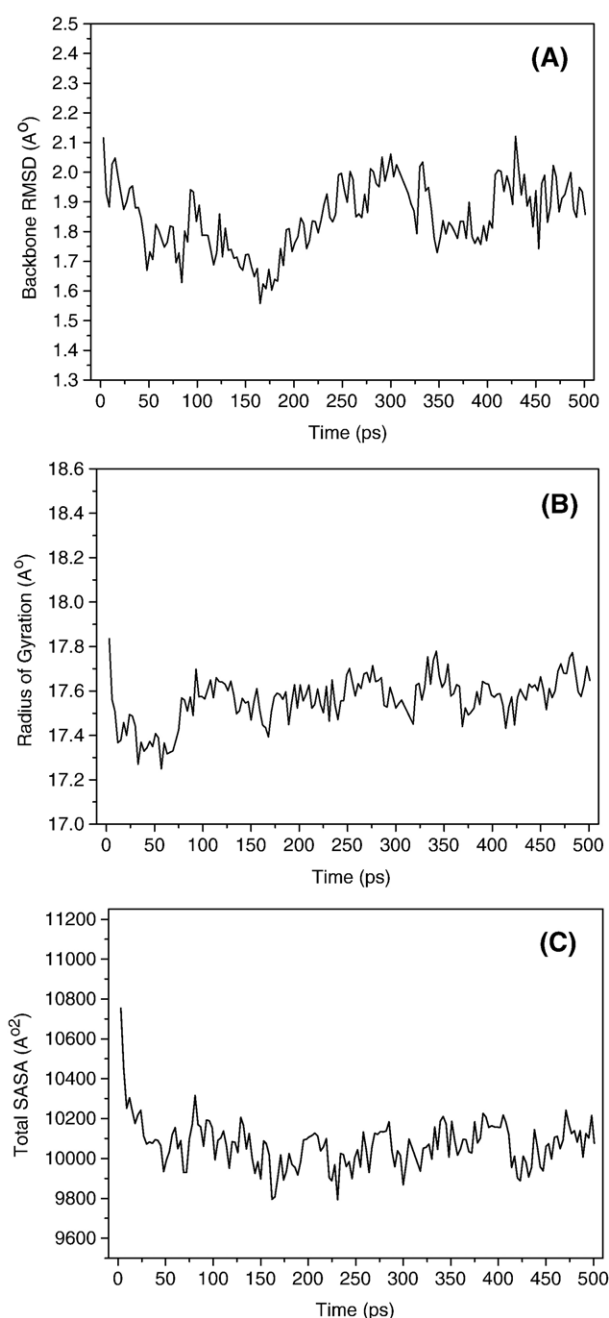 (A)
Backbone RMSD (A⁰)
2.5
2.4
2.3
2.2
2.1
2.0
1.9
1.8
1.7
1.6
1.5
1.4
1.3
0 50 100 150 200 250 300 350 400 450 500
Time (ps)
(B)
Radius of Gyration (A⁰)
18.6
18.4
18.2
18.0
17.8
17.6
17.4
17.2
17.0
0 50 100 150 200 250 300 350 400 450 500
Time (ps)
(C)
Total SASA (A⁰²)
11200
10800
10400
10200
10000
9800
9600
0 50 100 150 200 250 300 350 400 450 500
Time (ps)